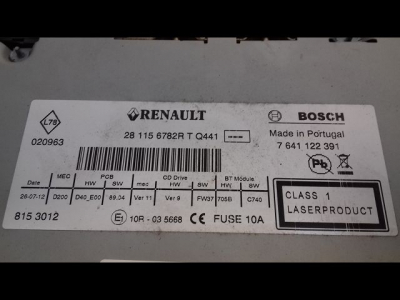 L78
RENAULT
BOSCH
28 115 6782R T Q441
Made in Portugal
020963
7 641 122 391
Pb
MEC PCB CD Drive BT Module
Date HW SW mec HW SW HW SW
26-07-12 D200 D40_E00 89.04 Ver 11 Ver 9 FW37 705B C740
CLASS 1
LASERPRODUCT
815 3012
E1 10R - 03 5668
FUSE 10A